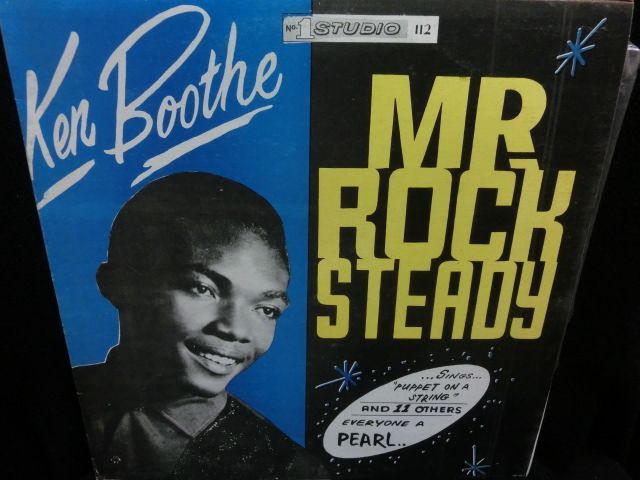 Ken Boothe
No. 1 STUDIO 112
MR.
ROCK
STEADY
...SINGS...
"PUPPET ON A
STRING"
AND 11 OTHERS
EVERYONE A
PEARL..